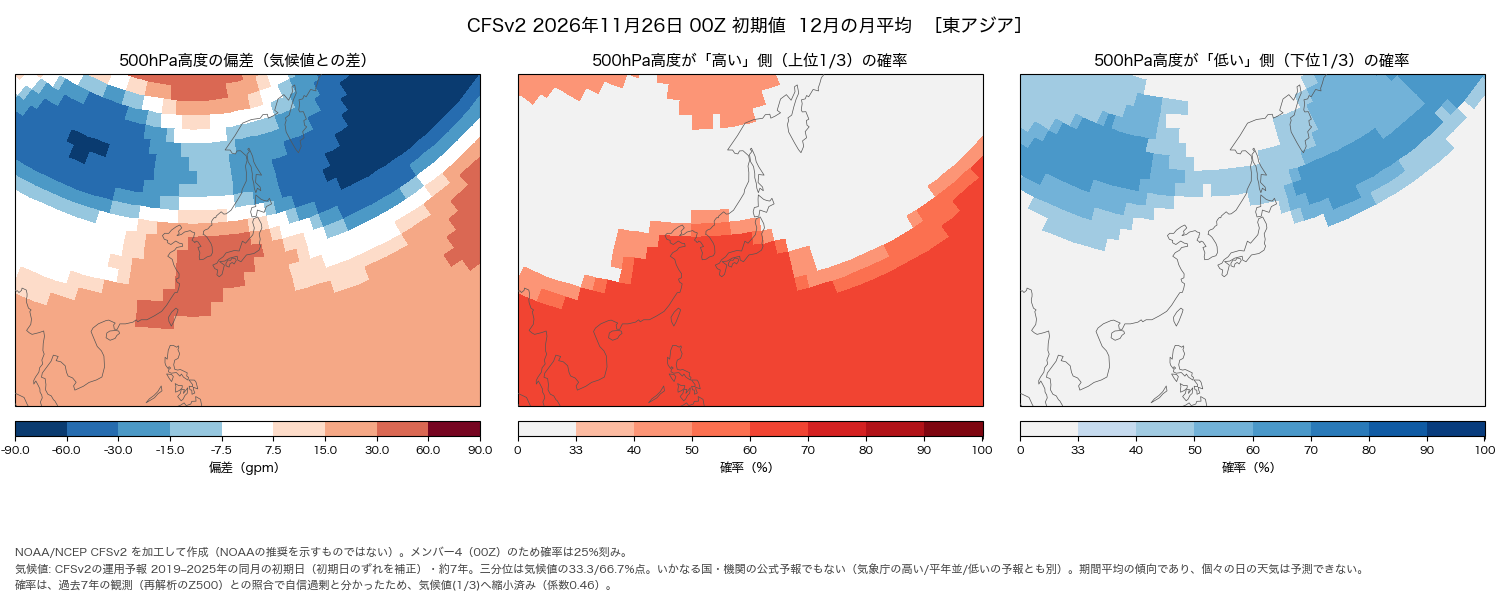 CFSv2 2026年11月26日 00Z 初期値  12月の月平均  ［東アジア］
500hPa高度の偏差（気候値との差）
500hPa高度が「高い」側（上位1/3）の確率
500hPa高度が「低い」側（下位1/3）の確率
-90.0 -60.0 -30.0 -15.0 -7.5 7.5 15.0 30.0 60.0 90.0
偏差（gpm）
0 33 40 50 60 70 80 90 100
確率（%）
0 33 40 50 60 70 80 90 100
確率（%）
NOAA/NCEP CFSv2 を加工して作成（NOAAの推奨を示すものではない）。メンバー4（00Z）のため確率は25%刻み。
気候値: CFSv2の運用予報 2019–2025年の同月の初期日（初期日のずれを補正）・約7年。三分位は気候値の33.3/66.7%点。いかなる国・機関の公式予報でもない（気象庁の高い/平年並/低いの予報とも別）。期間平均の傾向であり、個々の日の天気は予測できない。
確率は、過去7年の観測（再解析のZ500）との照合で自信過剰と分かったため、気候値(1/3)へ縮小済み（係数0.46）。